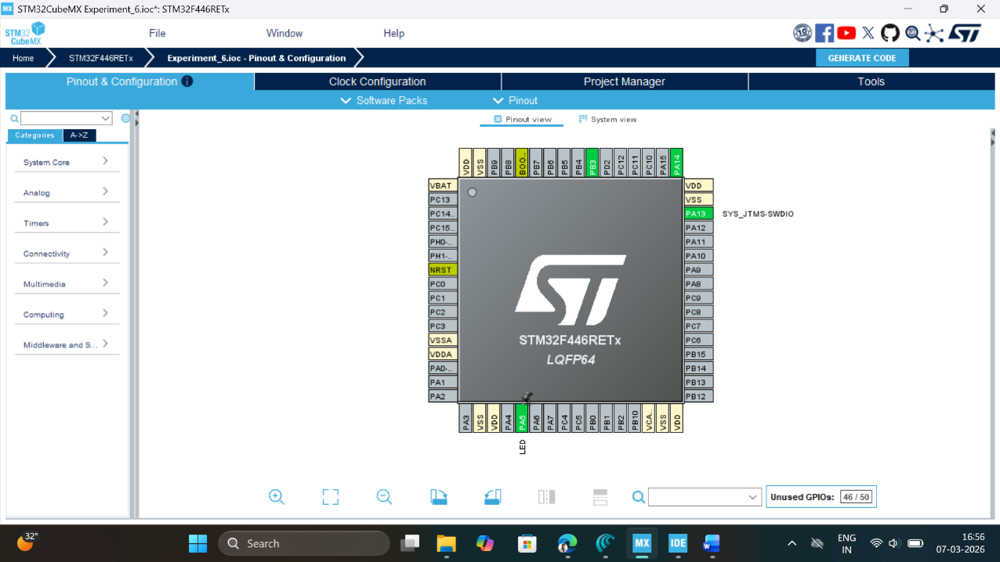 MX STM32CubeMX Experiment_6.ioc*: STM32F446RETx
STM32 CubeMX
File Window Help
10
Home STM32F446RETx Experiment_6.ioc - Pinout & Configuration GENERATE CODE
Pinout & Configuration Clock Configuration Project Manager Tools
Software Packs Pinout
Pinout view System view
Categories A->Z
System Core
Analog
Timers
Connectivity
Multimedia
Computing
Middleware and S...
VDD VSS PB9 PB8 BOO.. PB7 PB6 PB5 PB4 PB3 PD2 PC12 PC11 PC10 PA15 PA14
VBAT
PC13
PC14..
PC15..
PH0-..
PH1-..
NRST
PC0
PC1
PC2
PC3
VSSA
VDDA
PA0-..
PA1
PA2
STM32F446RETx
LQFP64
VDD
VSS
PA13 SYS_JTMS-SWDIO
PA12
PA11
PA10
PA9
PA8
PC9
PC8
PC7
PC6
PB15
PB14
PB13
PB12
PA3 VSS VDD PA4 PA5 PA6 PA7 PC4 PC5 PB0 PB1 PB2 PB10 VCA.. VSS VDD
LED
Unused GPIOs: 46 / 50
32°
Search
MX
IDE
ENG
IN
16:56
07-03-2026